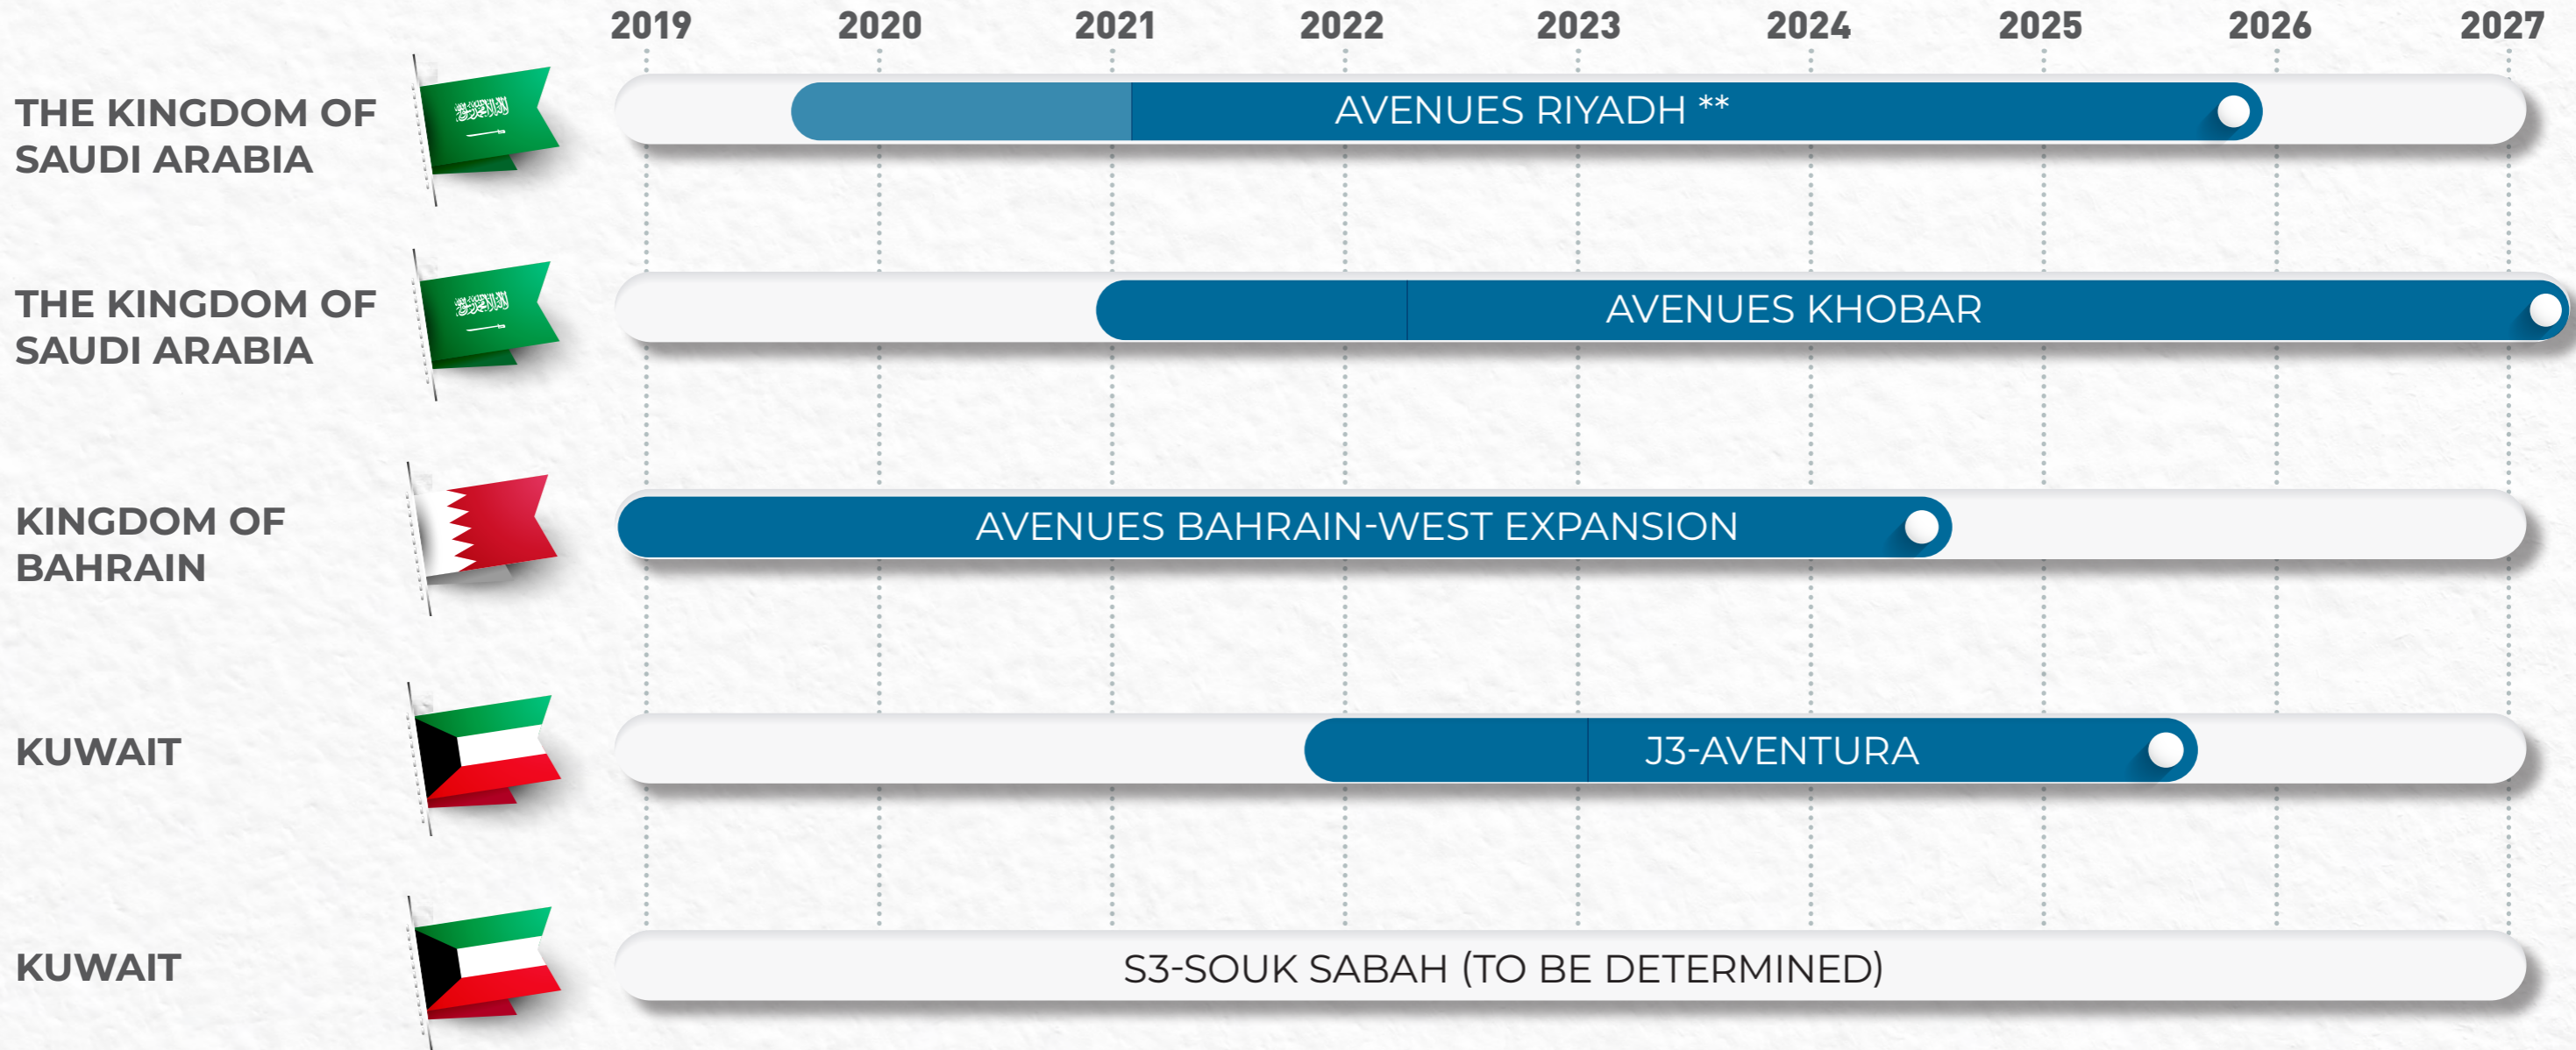 2019 2020 2021 2022 2023 2024 2025 2026 2027
THE KINGDOM OF
SAUDI ARABIA
AVENUES RIYADH **
THE KINGDOM OF
SAUDI ARABIA
AVENUES KHOBAR
KINGDOM OF
BAHRAIN
AVENUES BAHRAIN-WEST EXPANSION
KUWAIT
J3-AVENTURA
KUWAIT
S3-SOUK SABAH (TO BE DETERMINED)